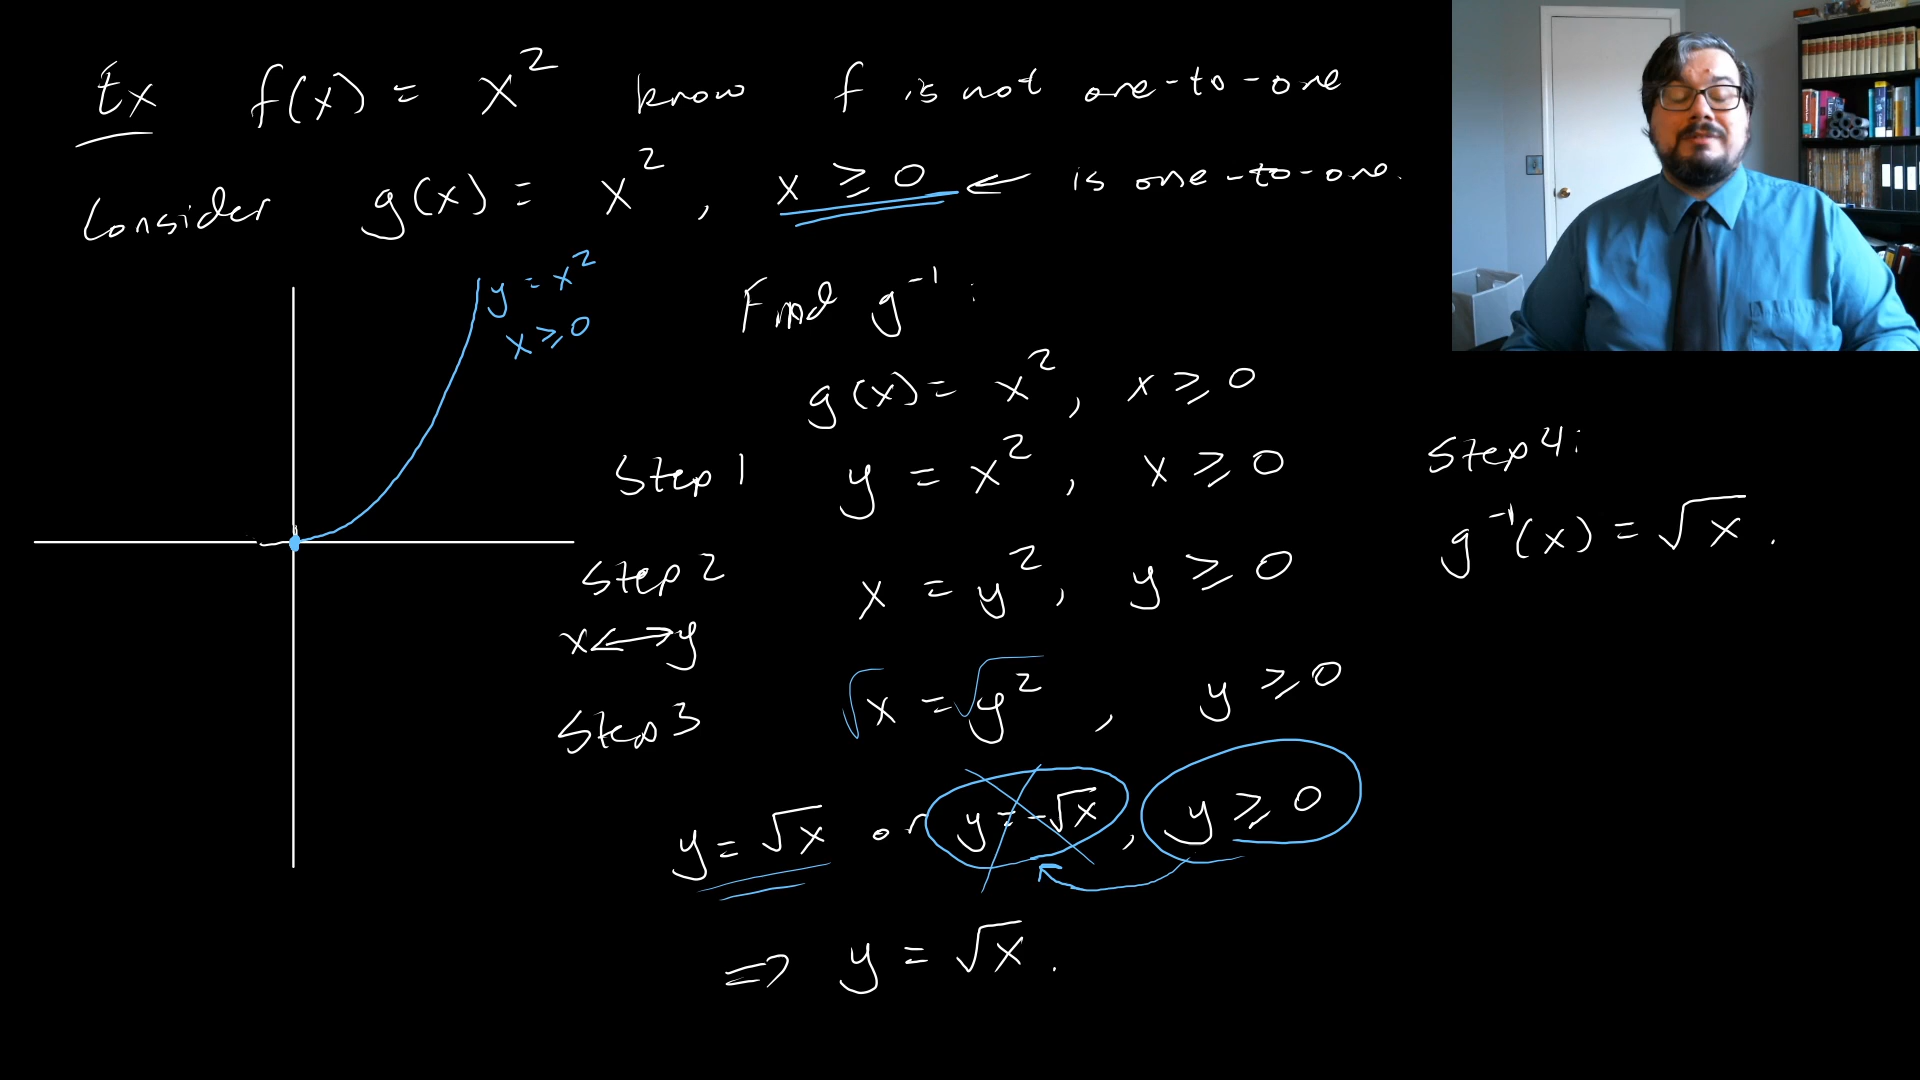 Ex f(x) = x² know f is not one-to-one
Consider g(x) = x², x ≥ 0 ← is one-to-one.
y = x²
x ≥ 0
Find g⁻¹:
g(x) = x², x ≥ 0
Step 1 y = x², x ≥ 0
Step 2 x = y², y ≥ 0
x ↔ y
Step 3 √x = √y², y ≥ 0
y = √x or y = -√x, y ≥ 0
⇒ y = √x.
Step 4:
g⁻¹(x) = √x.